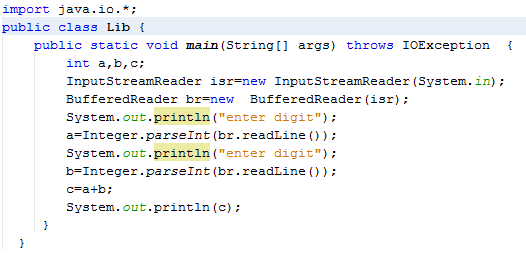 import java.io.*;
public class Lib {
public static void main(String[] args) throws IOException {
int a,b,c;
InputStreamReader isr=new InputStreamReader(System.in);
BufferedReader br=new BufferedReader(isr);
System.out.println("enter digit");
a=Integer.parseInt(br.readLine());
System.out.println("enter digit");
b=Integer.parseInt(br.readLine());
c=a+b;
System.out.println(c);
}
}